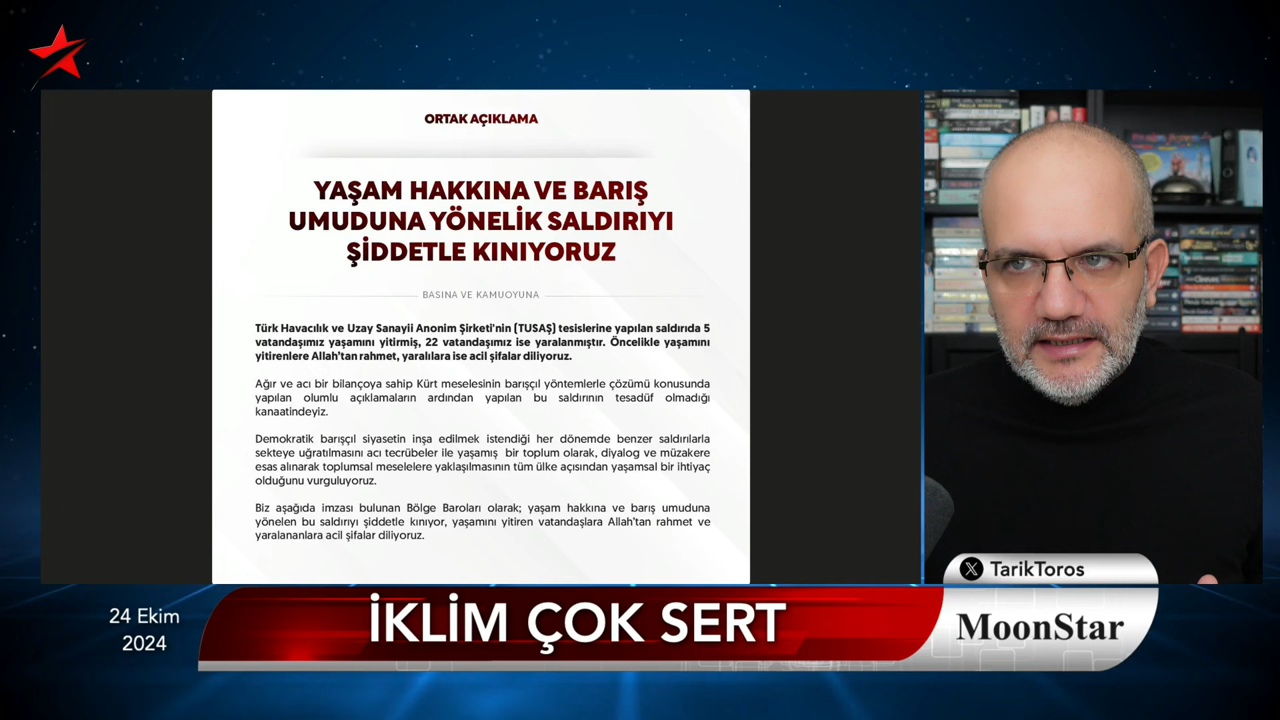 ORTAK AÇIKLAMA
YAŞAM HAKKINA VE BARIŞ
UMUDUNA YÖNELİK SALDIRIYI
ŞİDDETLE KINIYORUZ
BASINA VE KAMUOYUNA
Türk Havacılık ve Uzay Sanayii Anonim Şirketi'nin (TUSAŞ) tesislerine yapılan saldırıda 5
vatandaşımız yaşamını yitirmiş, 22 vatandaşımız ise yaralanmıştır. Öncelikle yaşamını
yitirenlere Allah'tan rahmet, yaralılara ise acil şifalar diliyoruz.
Ağır ve acı bir bilançoya sahip Kürt meselesinin barışçıl yöntemlerle çözümü konusunda
yapılan olumlu açıklamaların ardından yapılan bu saldırının tesadüf olmadığı
kanaatindeyiz.
Demokratik barışçıl siyasetin inşa edilmek istendiği her dönemde benzer saldırılarla
sekteye uğratılmasını acı tecrübeler ile yaşamış bir toplum olarak, diyalog ve müzakere
esas alınarak toplumsal meselelere yaklaşılmasının tüm ülke açısından yaşamsal bir ihtiyaç
olduğunu vurguluyoruz.
Biz aşağıda imzası bulunan Bölge Baroları olarak; yaşam hakkına ve barış umuduna
yönelen bu saldırıyı şiddetle kınıyor, yaşamını yitiren vatandaşlara Allah'tan rahmet ve
yaralananlara acil şifalar diliyoruz.
TarikToros
24 Ekim
2024
İKLİM ÇOK SERT
MoonStar